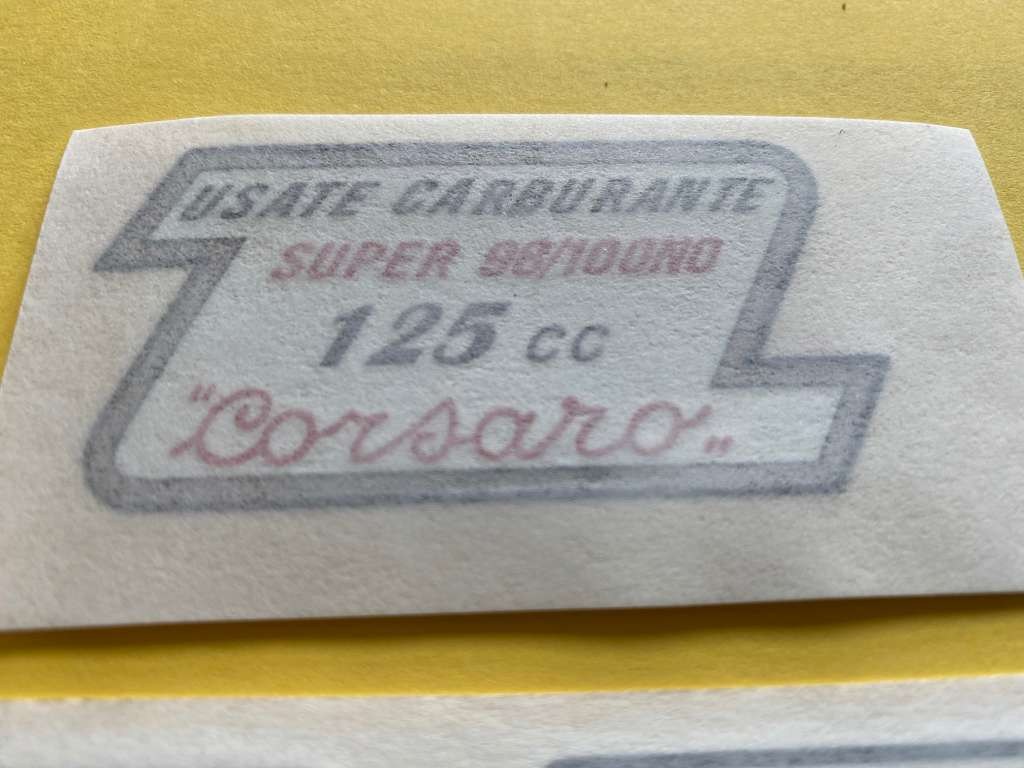 USATE CARBURANTE
SUPER 98/100NO
125 CC
"Corsaro„